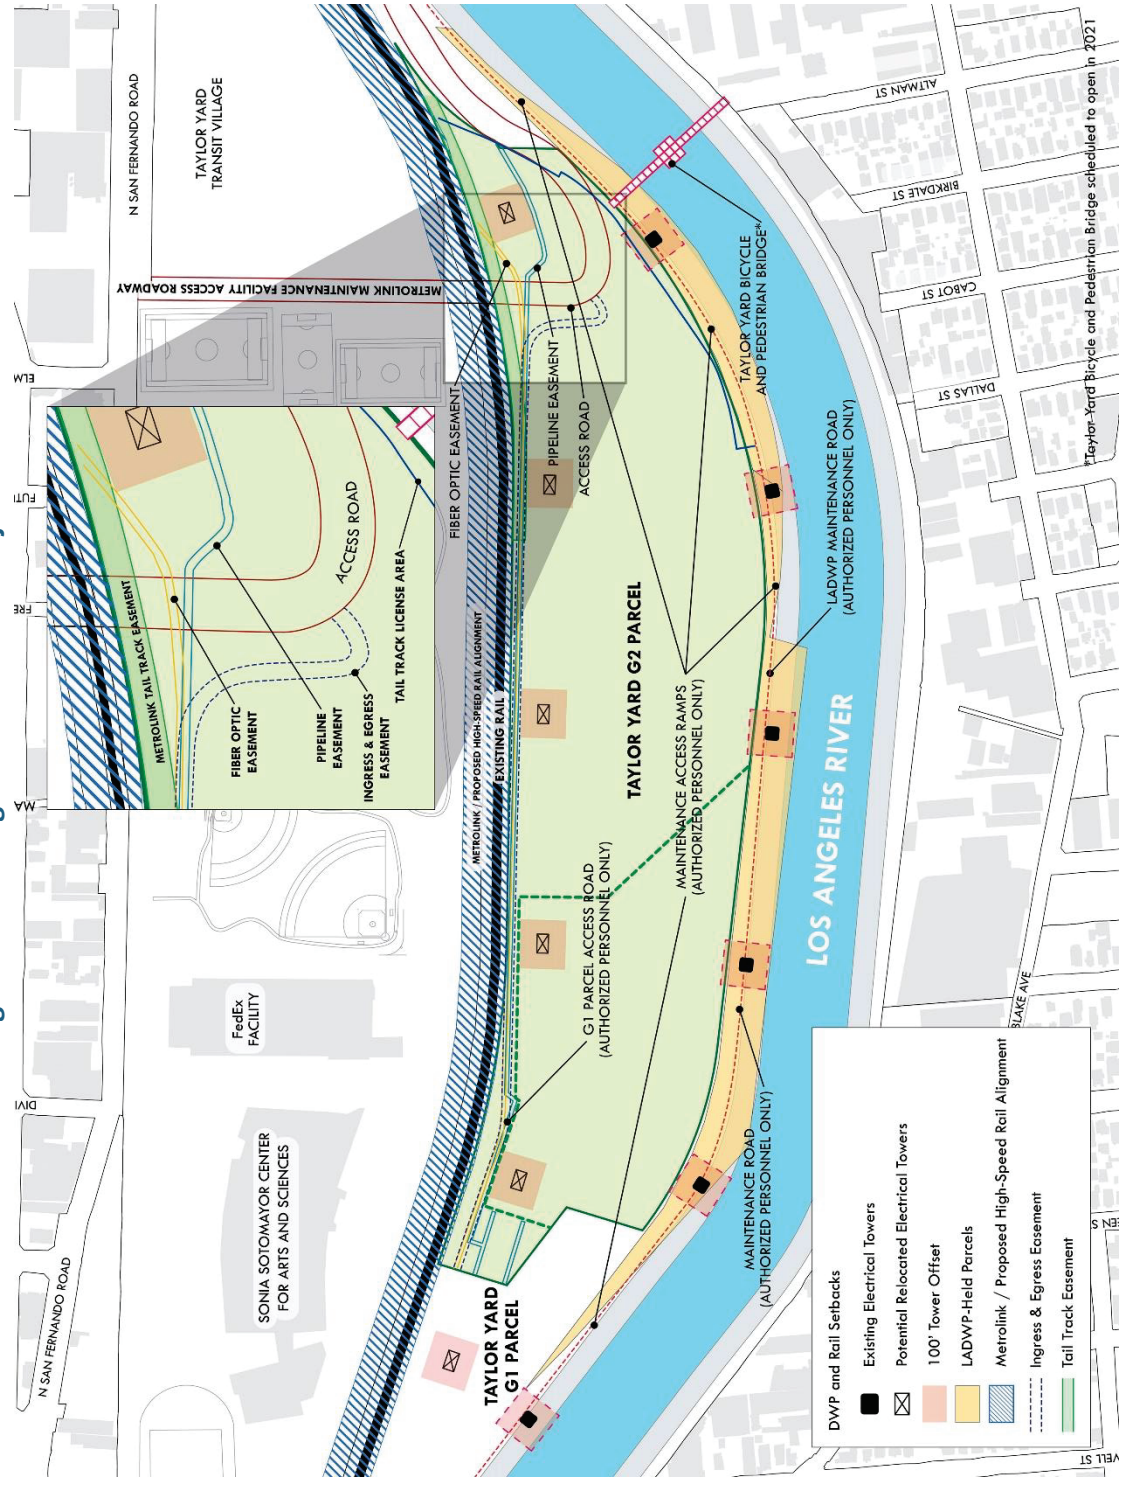 N SAN FERNANDO ROAD
TAYLOR YARD
TRANSIT VILLAGE
METROLINK MAINTENANCE FACILITY ACCESS ROADWAY
ELM
FUT
FRE
MA
DIVI
N SAN FERNANDO ROAD
METROLINK TAIL TRACK EASEMENT
FIBER OPTIC
EASEMENT
PIPELINE
EASEMENT
INGRESS & EGRESS
EASEMENT
TAIL TRACK LICENSE AREA
ACCESS ROAD
FIBER OPTIC EASEMENT
PIPELINE EASEMENT
ACCESS ROAD
METROLINK / PROPOSED HIGH-SPEED RAIL ALIGNMENT
EXISTING RAIL
TAYLOR YARD G2 PARCEL
TAYLOR YARD BICYCLE
AND PEDESTRIAN BRIDGE*
LADWP MAINTENANCE ROAD
(AUTHORIZED PERSONNEL ONLY)
MAINTENANCE ACCESS RAMPS
(AUTHORIZED PERSONNEL ONLY)
G1 PARCEL ACCESS ROAD
(AUTHORIZED PERSONNEL ONLY)
MAINTENANCE ROAD
(AUTHORIZED PERSONNEL ONLY)
LOS ANGELES RIVER
FedEx
FACILITY
SONIA SOTOMAYOR CENTER
FOR ARTS AND SCIENCES
TAYLOR YARD
G1 PARCEL
ALTMAN ST
BIRKDALE ST
CABOT ST
DALLAS ST
BLAKE AVE
EEN S
VELL ST
*Taylor Yard Bicycle and Pedestrian Bridge scheduled to open in 2021
DWP and Rail Setbacks
Existing Electrical Towers
Potential Relocated Electrical Towers
100' Tower Offset
LADWP-Held Parcels
Metrolink / Proposed High-Speed Rail Alignment
Ingress & Egress Easement
Tail Track Easement